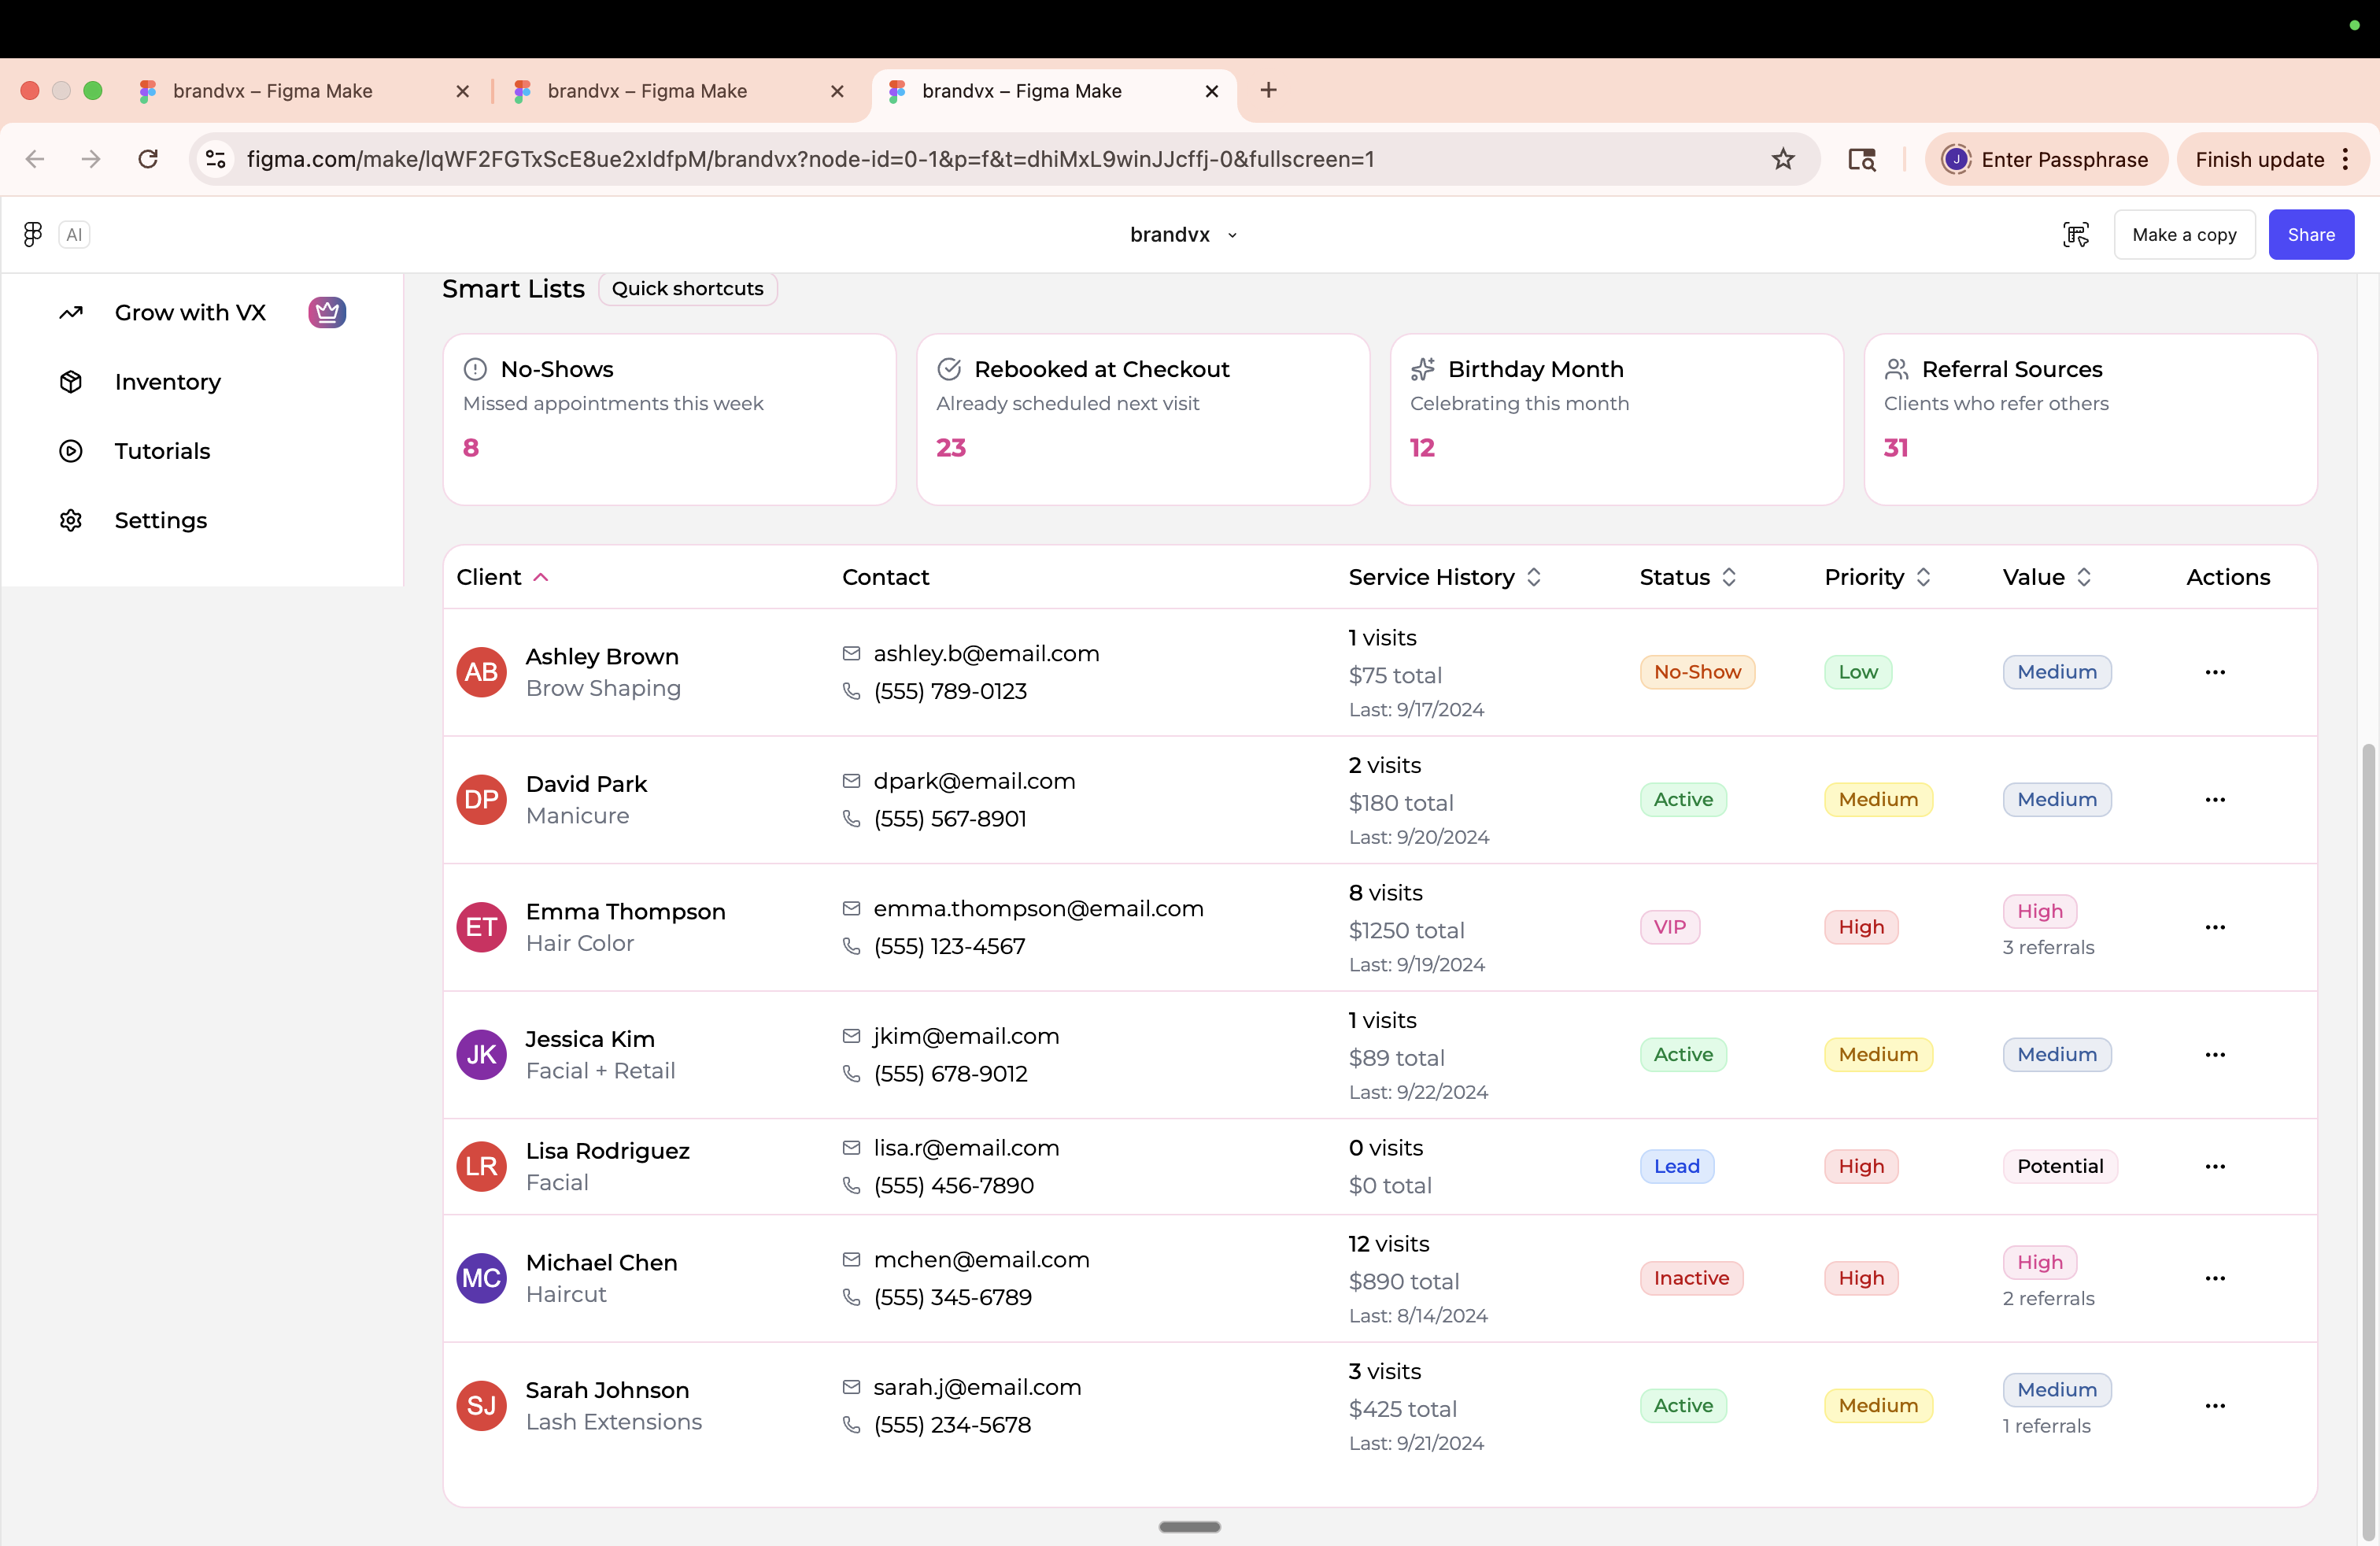 brandvx – Figma Make
brandvx – Figma Make
brandvx – Figma Make
figma.com/make/lqWF2FGTxScE8ue2xIdfpM/brandvx?node-id=0-1&p=f&t=dhiMxL9winJJcffj-0&fullscreen=1
J
Enter Passphrase
Finish update
AI
brandvx
Make a copy
Share
Grow with VX
Inventory
Tutorials
Settings
Smart Lists
Quick shortcuts
No-Shows
Missed appointments this week
8
Rebooked at Checkout
Already scheduled next visit
23
Birthday Month
Celebrating this month
12
Referral Sources
Clients who refer others
31
Client Contact Service History Status Priority Value Actions
AB
Ashley Brown
Brow Shaping
ashley.b@email.com
(555) 789-0123
1 visits
$75 total
Last: 9/17/2024
No-Show
Low
Medium
DP
David Park
Manicure
dpark@email.com
(555) 567-8901
2 visits
$180 total
Last: 9/20/2024
Active
Medium
Medium
ET
Emma Thompson
Hair Color
emma.thompson@email.com
(555) 123-4567
8 visits
$1250 total
Last: 9/19/2024
VIP
High
High
3 referrals
JK
Jessica Kim
Facial + Retail
jkim@email.com
(555) 678-9012
1 visits
$89 total
Last: 9/22/2024
Active
Medium
Medium
LR
Lisa Rodriguez
Facial
lisa.r@email.com
(555) 456-7890
0 visits
$0 total
Lead
High
Potential
MC
Michael Chen
Haircut
mchen@email.com
(555) 345-6789
12 visits
$890 total
Last: 8/14/2024
Inactive
High
High
2 referrals
SJ
Sarah Johnson
Lash Extensions
sarah.j@email.com
(555) 234-5678
3 visits
$425 total
Last: 9/21/2024
Active
Medium
Medium
1 referrals